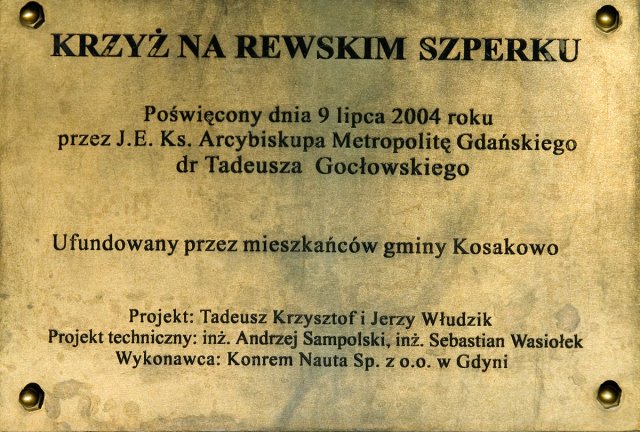 KRZYŻ NA REWSKIM SZPERKU
Poświęcony dnia 9 lipca 2004 roku
przez J.E. Ks. Arcybiskupa Metropolitę Gdańskiego
dr Tadeusza Gocłowskiego
Ufundowany przez mieszkańców gminy Kosakowo
Projekt: Tadeusz Krzysztof i Jerzy Włudzik
Projekt techniczny: inż. Andrzej Sampolski, inż. Sebastian Wasiołek
Wykonawca: Konrem Nauta Sp. z o.o. w Gdyni